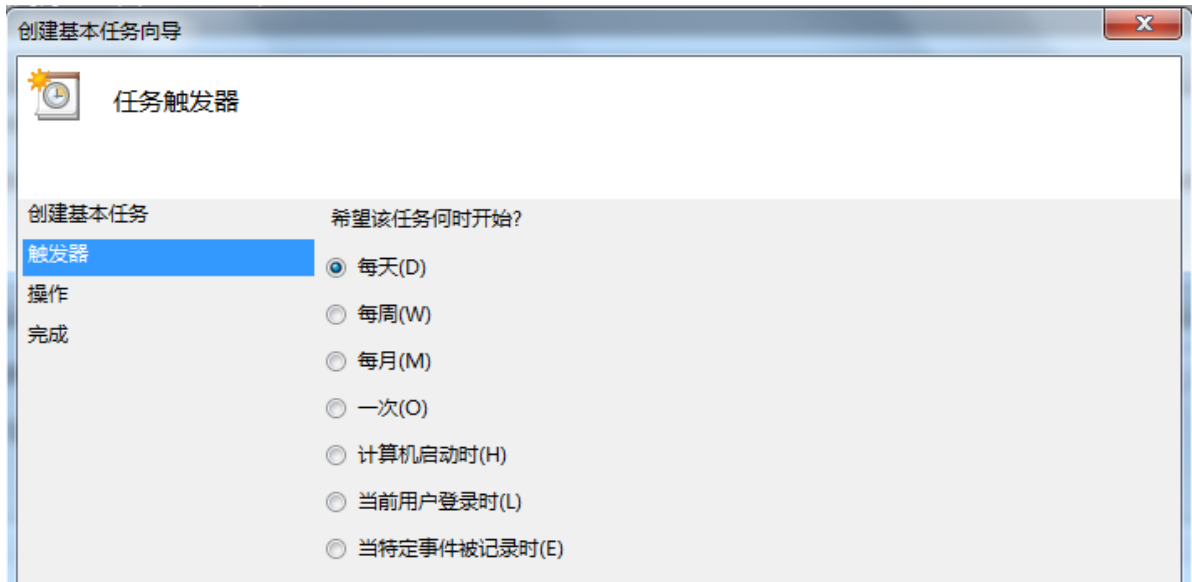 创建基本任务向导
任务触发器
创建基本任务
触发器
操作
完成
希望该任务何时开始?
每天(D)
每周(W)
每月(M)
一次(O)
计算机启动时(H)
当前用户登录时(L)
当特定事件被记录时(E)